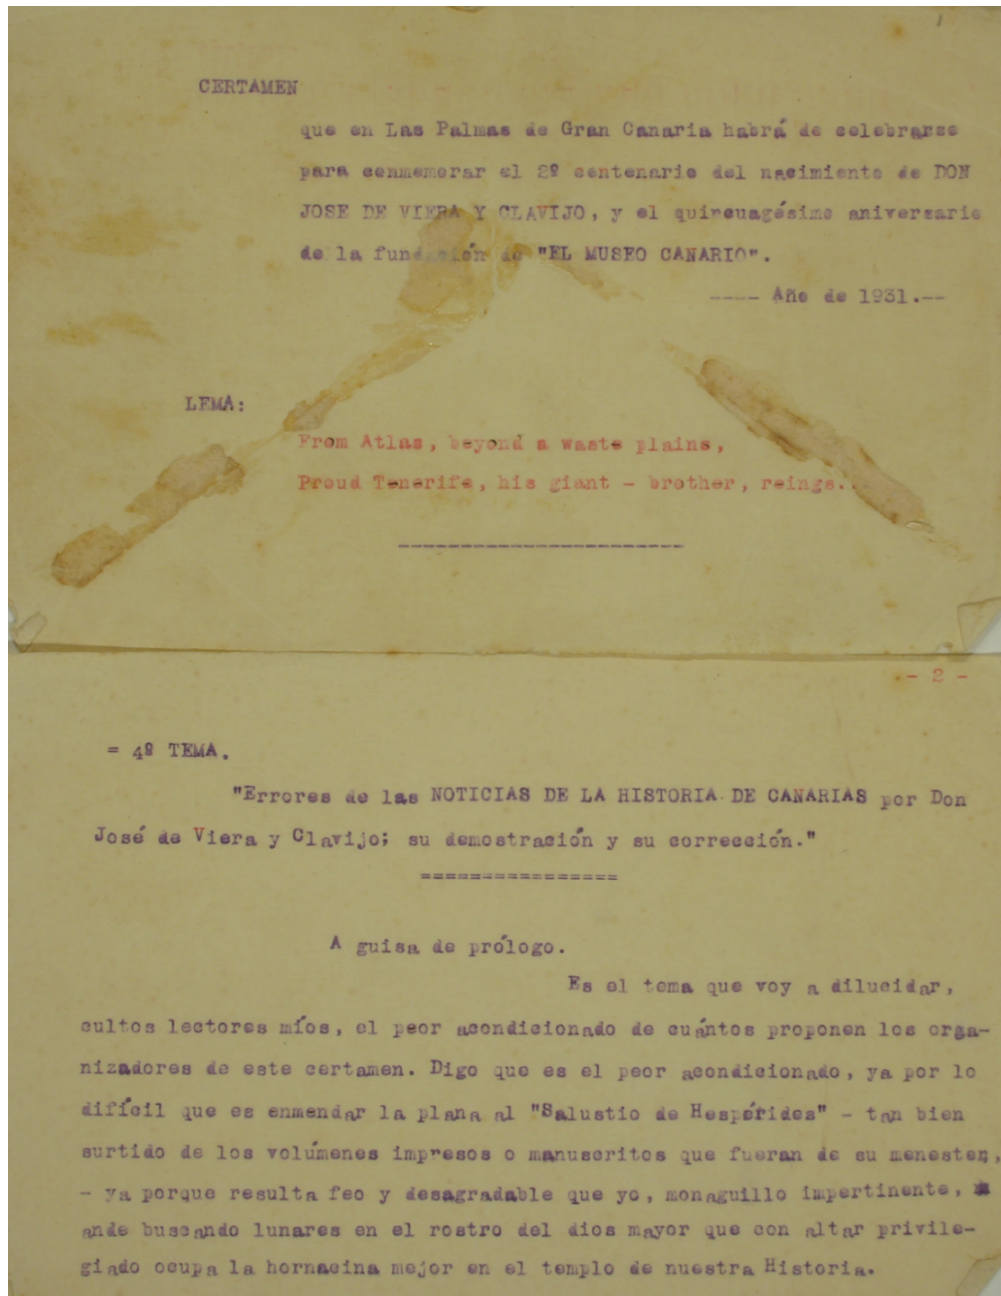 CERTAMEN
que en Las Palmas de Gran Canaria habrá de celebrarse
para conmemorar el 2º centenario del nacimiento de DON
JOSE DE VIERA Y CLAVIJO, y el quincuagésimo aniversario
de la fundación de "EL MUSEO CANARIO".
---- Año de 1931.--
LEMA:
From Atlas, beyond a waste plains,
Proud Tenerife, his giant - brother, reings.
- 2 -
= 4º TEMA.
"Errores de las NOTICIAS DE LA HISTORIA DE CANARIAS por Don
José de Viera y Clavijo; su demostración y su corrección."
================
A guisa de prólogo.
Es el tema que voy a dilucidar,
cultos lectores míos, el peor acondicionado de cuántos proponen los orga-
nizadores de este certamen. Digo que es el peor acondicionado, ya por lo
difícil que es enmendar la plana al "Salustio de Hespérides" - tan bien
surtido de los volúmenes impresos o manuscritos que fueran de su menester,
- ya porque resulta feo y desagradable que yo, monaguillo impertinente,
ande buscando lunares en el rostro del dios mayor que con altar privile-
giado ocupa la hornacina mejor en el templo de nuestra Historia.